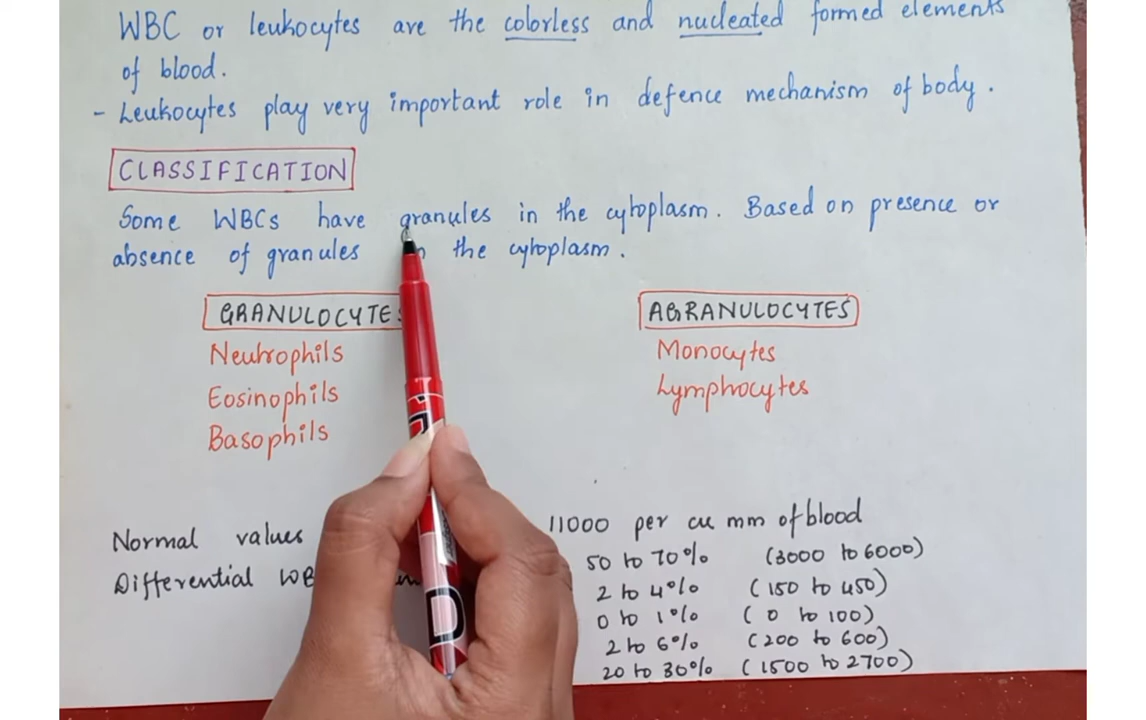 WBC or leukocytes are the colorless and nucleated formed elements
of blood.
- Leukocytes play very important role in defence mechanism of body.
CLASSIFICATION
Some WBCs have granules in the cytoplasm. Based on presence or
absence of granules the cytoplasm.
GRANULOCYTES AGRANULOCYTES
Neutrophils Monocytes
Eosinophils Lymphocytes
Basophils
Normal values 11000 per cu mm of blood
Differential 50 to 70% (3000 to 6000)
2 to 4% (150 to 450)
0 to 1% (0 to 100)
2 to 6% (200 to 600)
20 to 30% (1500 to 2700)